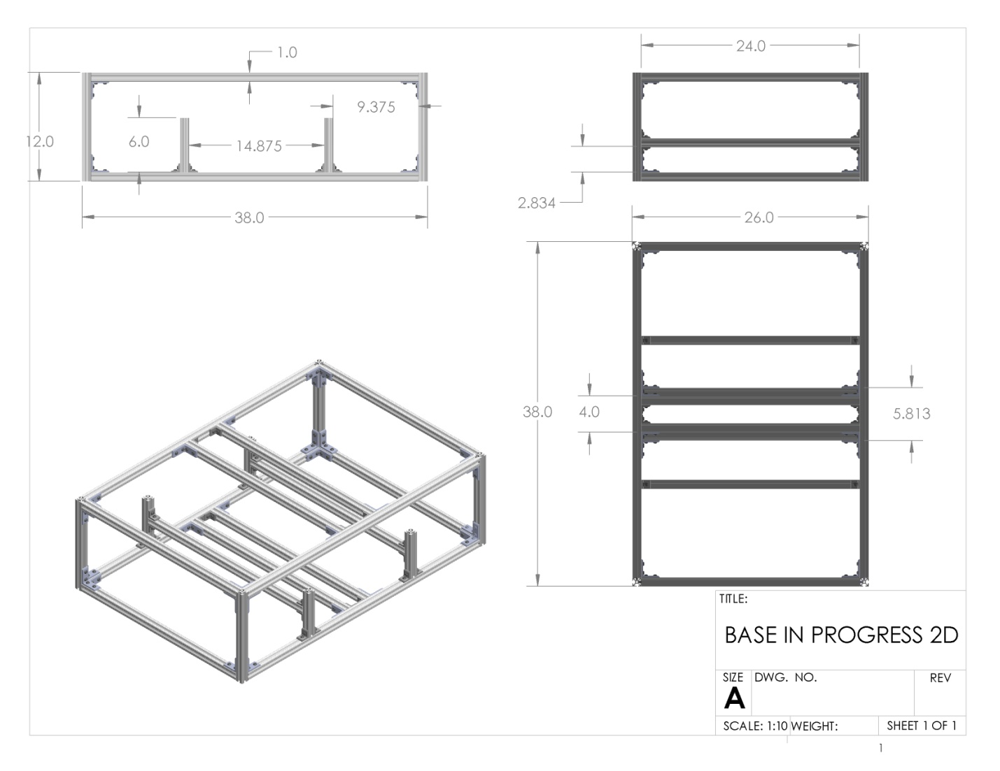 1.0
24.0
9.375
12.0
6.0
14.875
2.834
38.0
26.0
38.0
4.0
5.813
TITLE:
BASE IN PROGRESS 2D
SIZE DWG. NO. REV
A
SCALE: 1:10 WEIGHT: SHEET 1 OF 1
1